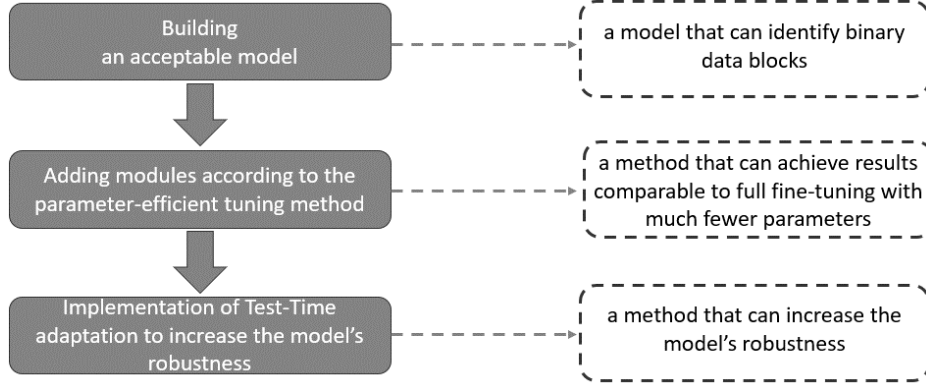 Building
an acceptable model
a model that can identify binary
data blocks
Adding modules according to the
parameter-efficient tuning method
a method that can achieve results
comparable to full fine-tuning with
much fewer parameters
Implementation of Test-Time
adaptation to increase the model’s
robustness
a method that can increase the
model’s robustness